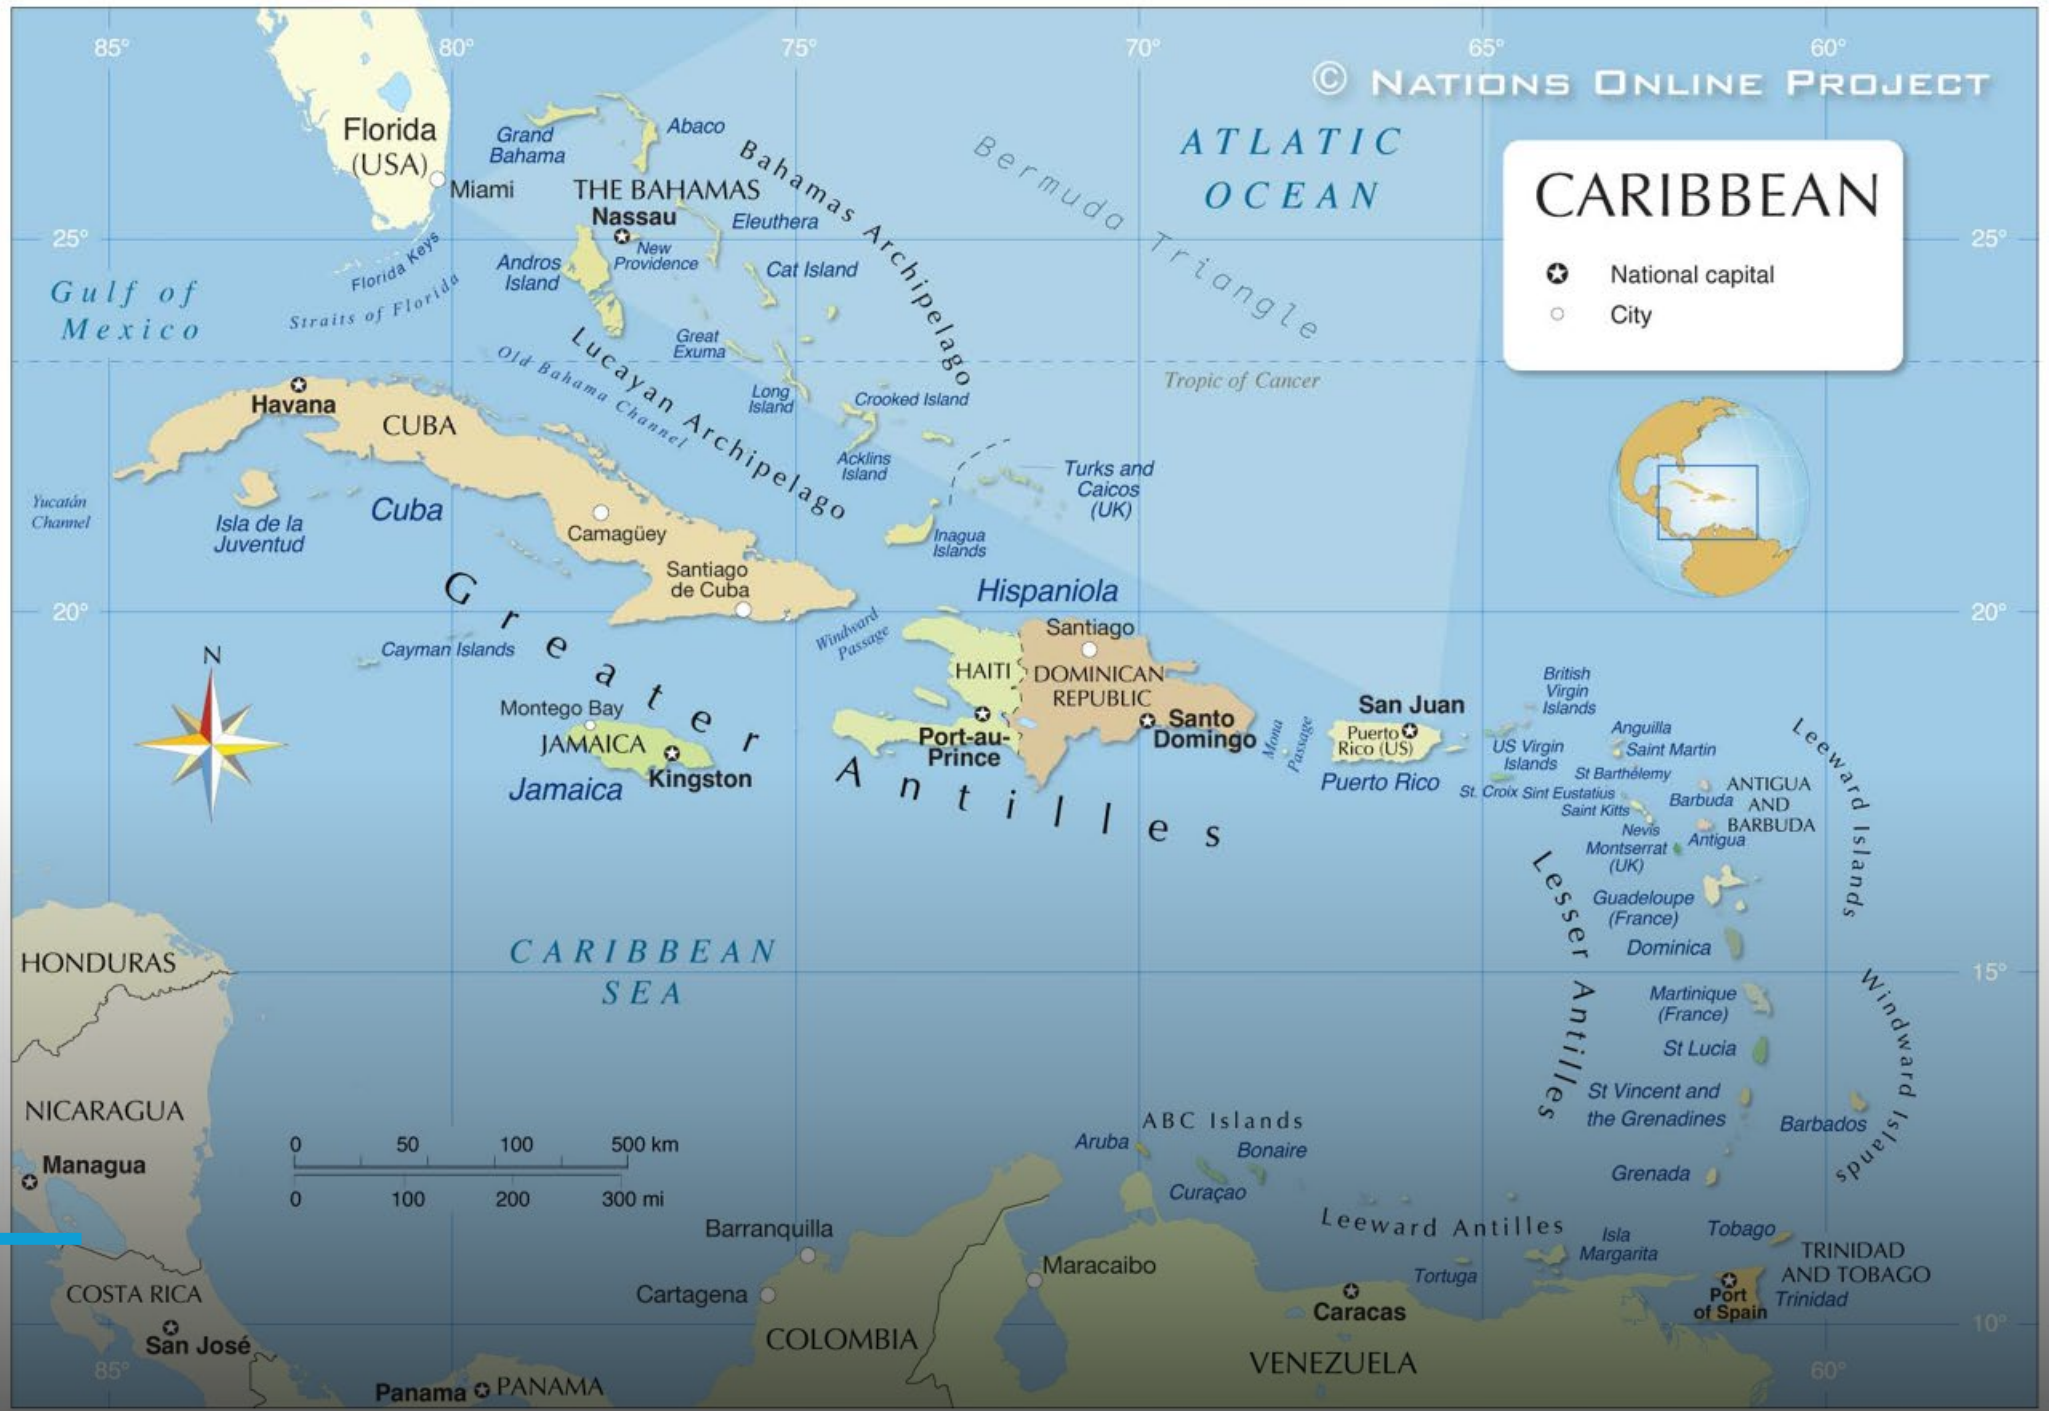 85°
80°
75°
70°
65°
60°
© NATIONS ONLINE PROJECT
Florida
(USA)
Miami
Grand
Bahama
Abaco
Bahamas Archipelago
THE BAHAMAS
Nassau
New
Providence
Eleuthera
Andros
Island
Cat Island
Bermuda Triangle
ATLATIC
OCEAN
CARIBBEAN
National capital
City
25°
25°
Gulf of
Mexico
Florida Keys
Straits of Florida
Great
Exuma
Lucayan Archipelago
Old Bahama Channel
Long
Island
Crooked Island
Tropic of Cancer
Havana
CUBA
Acklins
Island
Turks and
Caicos
(UK)
Yucatán
Channel
Isla de la
Juventud
Cuba
Camagüey
Inagua
Islands
Santiago
de Cuba
Hispaniola
20°
20°
Greater
Antilles
Windward
Passage
Cayman Islands
N
Santiago
HAITI
DOMINICAN
REPUBLIC
Montego Bay
JAMAICA
Kingston
Jamaica
Port-au-
Prince
Santo
Domingo
Mona
Passage
San Juan
Puerto
Rico (US)
Puerto Rico
British
Virgin
Islands
US Virgin
Islands
St. Croix
Anguilla
Saint Martin
St Barthélemy
Sint Eustatius
Saint Kitts
Nevis
Barbuda
ANTIGUA
AND
BARBUDA
Antigua
Montserrat
(UK)
Leeward Islands
Lesser Antilles
Guadeloupe
(France)
Dominica
HONDURAS
CARIBBEAN
SEA
15°
Martinique
(France)
Windward Islands
St Lucia
St Vincent and
the Grenadines
Barbados
Grenada
NICARAGUA
Managua
0 50 100 500 km
0 100 200 300 mi
ABC Islands
Aruba
Bonaire
Curaçao
Leeward Antilles
Isla
Margarita
Tortuga
Tobago
TRINIDAD
AND TOBAGO
Trinidad
Port
of Spain
Barranquilla
Cartagena
Maracaibo
Caracas
COSTA RICA
San José
COLOMBIA
VENEZUELA
10°
85°
60°
Panama
PANAMA